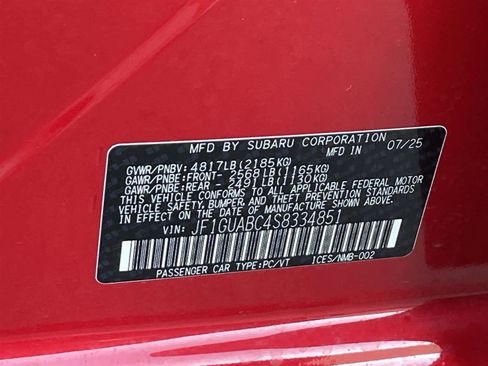 MFD BY SUBARU CORPORATION
MFD IN 07/25
GVWR/PNBV: 4817LB(2185KG)
GAWR/PNBE:FRONT- 2568LB(1165KG)
GAWR/PNBE:REAR - 2491LB(1130KG)
THIS VEHICLE CONFORMS TO ALL APPLICABLE FEDERAL MOTOR
VEHICLE SAFETY, BUMPER, AND THEFT PREVENTION STANDARDS
IN EFFECT ON THE DATE OF MANUFACTURE SHOWN ABOVE.
VIN: JF1GUABC4S8334851
PASSENGER CAR TYPE:PC/VT ICES/NMB-002